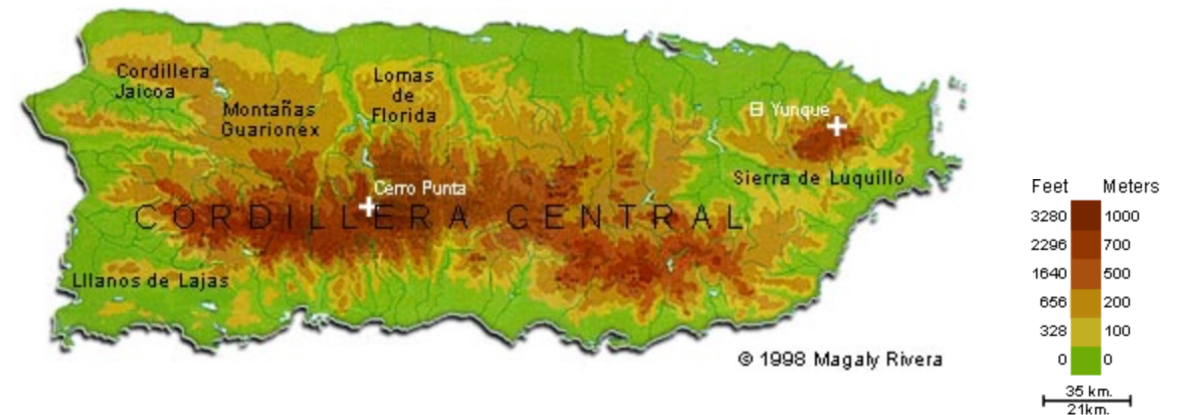 Cordillera
Jaicoa
Montañas
Guarionex
Lomas
de
Florida
El Yunque
Sierra de Luquillo
Cerro Punta
CORDILLERA CENTRAL
Lllanos de Lajas
© 1998 Magaly Rivera
Feet Meters
3280 1000
2296 700
1640 500
656 200
328 100
0 0
35 km.
21km.